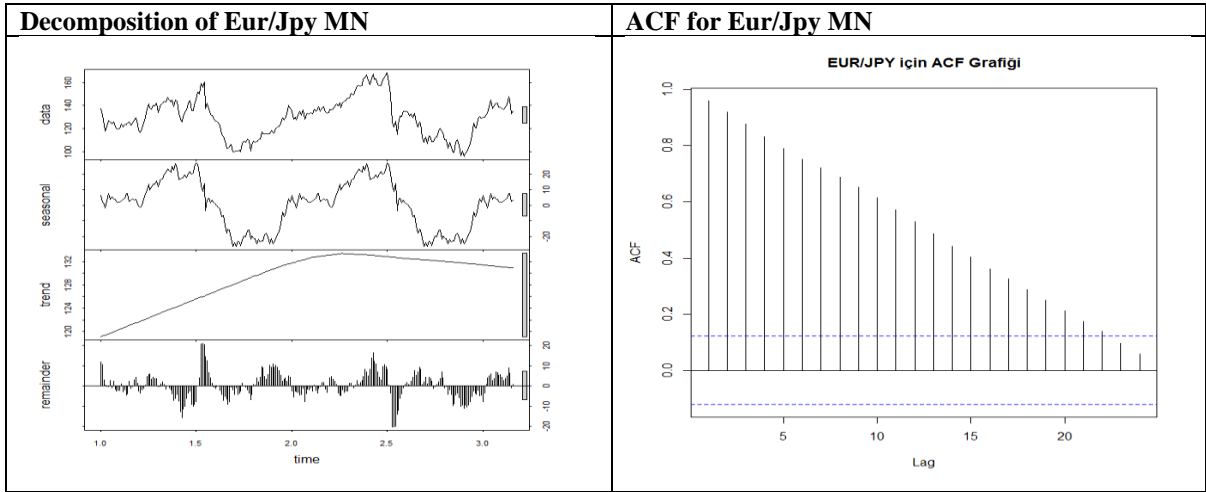 Decomposition of Eur/Jpy MN
ACF for Eur/Jpy MN
data
100 120 140 160
seasonal
-20 0 10 20
trend
120 124 128 132
remainder
-20 -10 0 10 20
1.0 1.5 2.0 2.5 3.0
time
EUR/JPY için ACF Grafiği
ACF
0.0 0.2 0.4 0.6 0.8 1.0
5 10 15 20
Lag